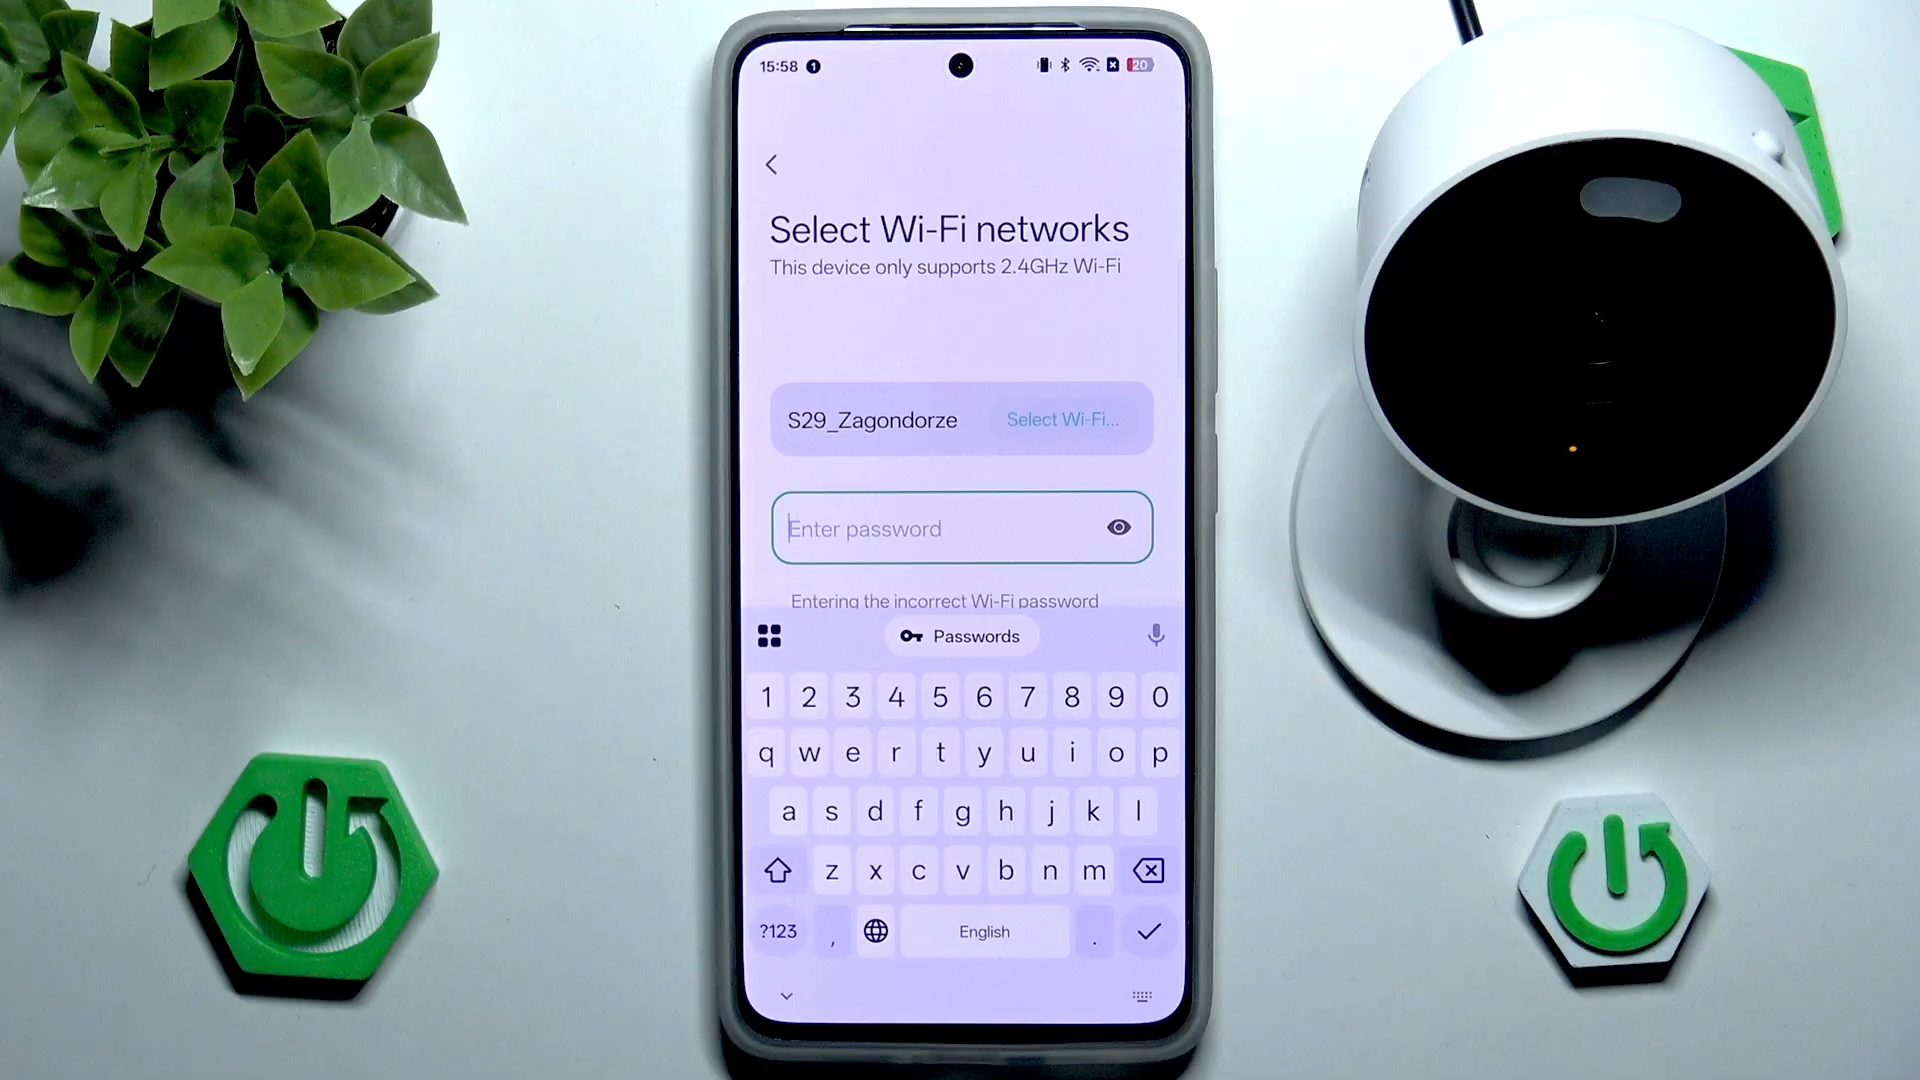 15:58 1 20
Select Wi-Fi networks
This device only supports 2.4GHz Wi-Fi
S29_Zagondorze Select Wi-Fi...
Enter password
Entering the incorrect Wi-Fi password
Passwords
1 2 3 4 5 6 7 8 9 0
q w e r t y u i o p
a s d f g h j k l
z x c v b n m
?123 , English .